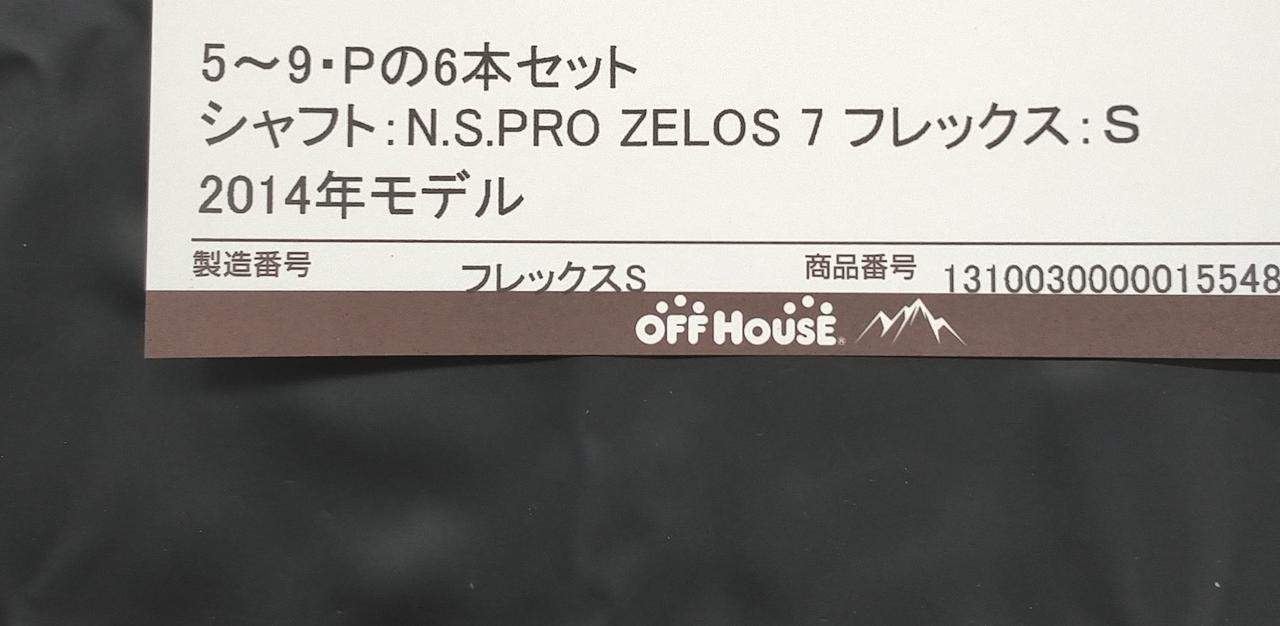 5～9・Pの6本セット
シャフト：N.S.PRO ZELOS 7 フレックス：S
2014年モデル
製造番号 フレックスS 商品番号 1310030000015548
OFF HOUSE®